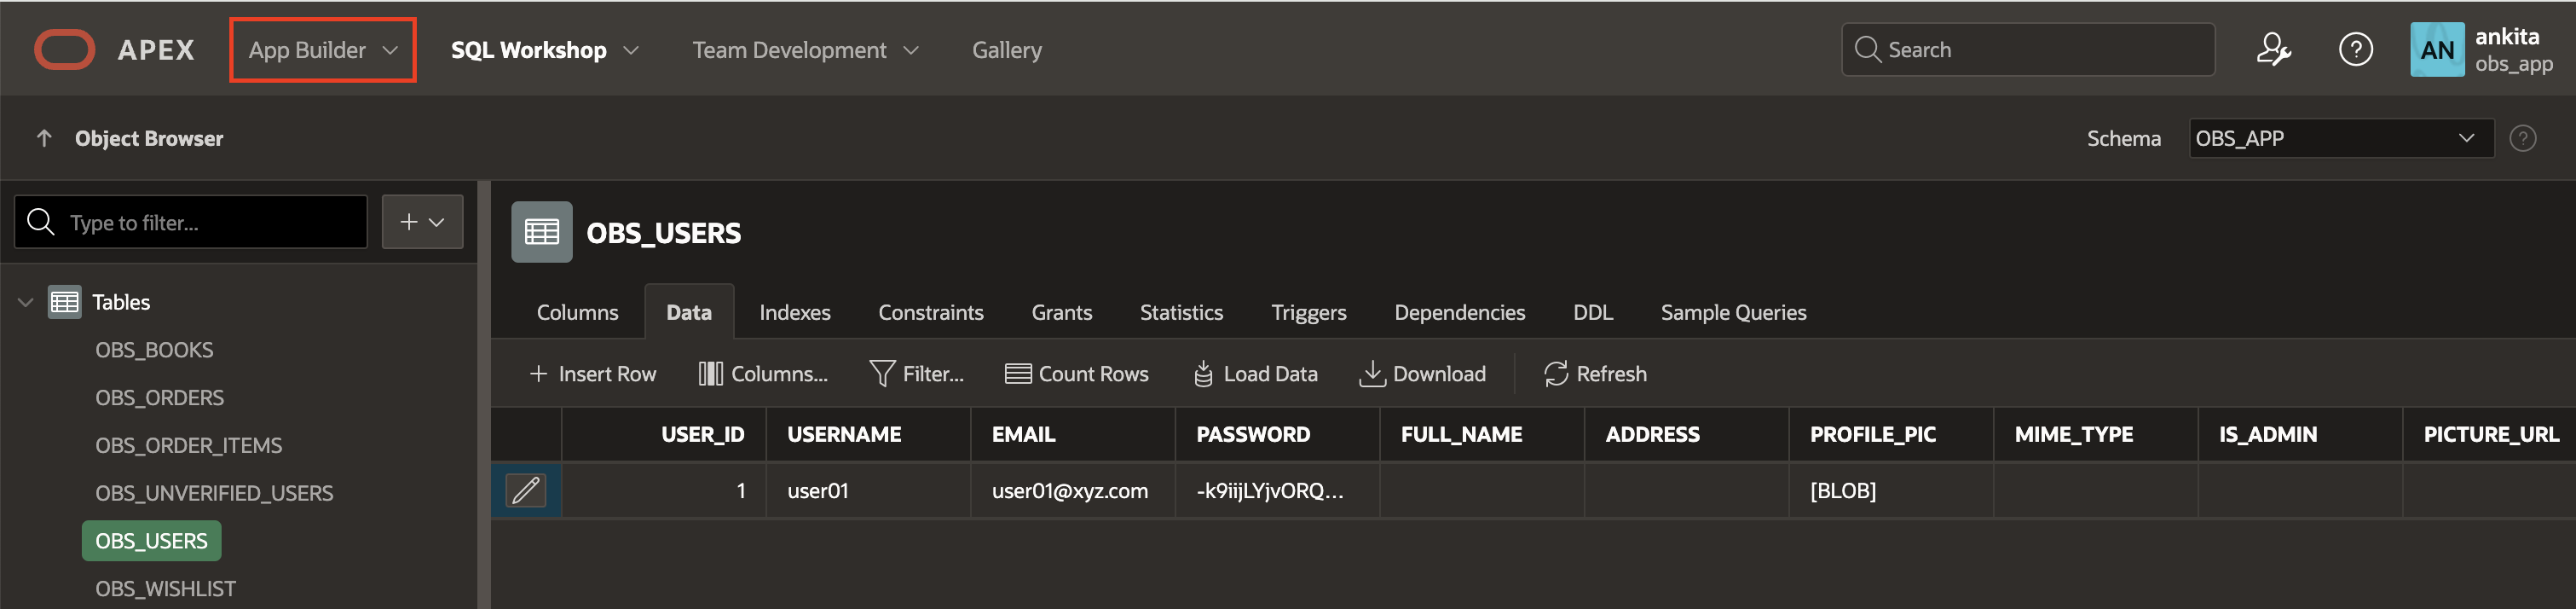 APEX App Builder SQL Workshop Team Development Gallery Search ? AN ankita
obs_app
Object Browser Schema OBS_APP ?
Type to filter...
OBS_USERS
Tables
OBS_BOOKS
OBS_ORDERS
OBS_ORDER_ITEMS
OBS_UNVERIFIED_USERS
OBS_USERS
OBS_WISHLIST
Columns Data Indexes Constraints Grants Statistics Triggers Dependencies DDL Sample Queries
Insert Row Columns... Filter... Count Rows Load Data Download Refresh
USER_ID USERNAME EMAIL PASSWORD FULL_NAME ADDRESS PROFILE_PIC MIME_TYPE IS_ADMIN PICTURE_URL
1 user01 user01@xyz.com -k9iijLYjvORQ... [BLOB]